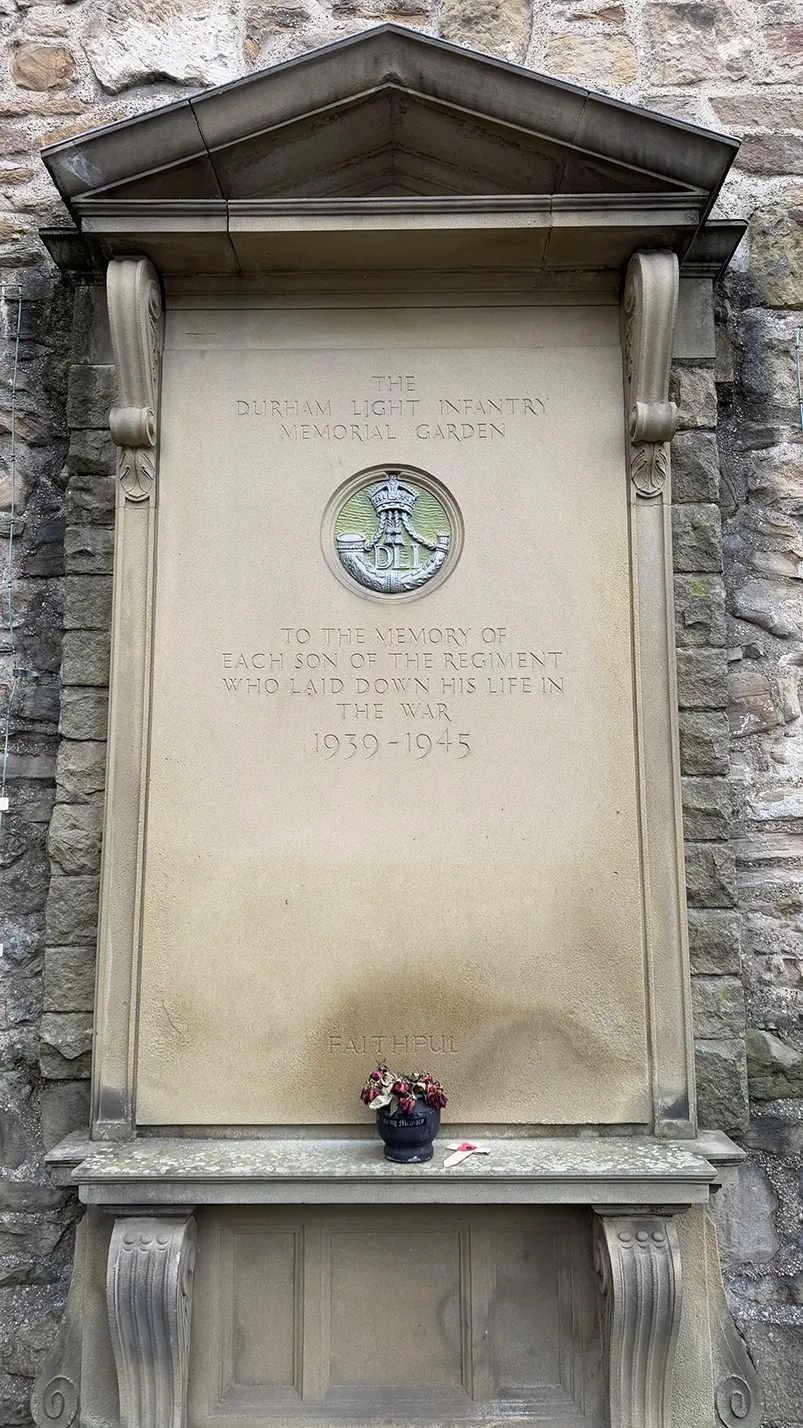 THE
DURHAM LIGHT INFANTRY
MEMORIAL GARDEN
DLI
TO THE MEMORY OF
EACH SON OF THE REGIMENT
WHO LAID DOWN HIS LIFE IN
THE WAR
1939-1945
FAITHFUL
Memory